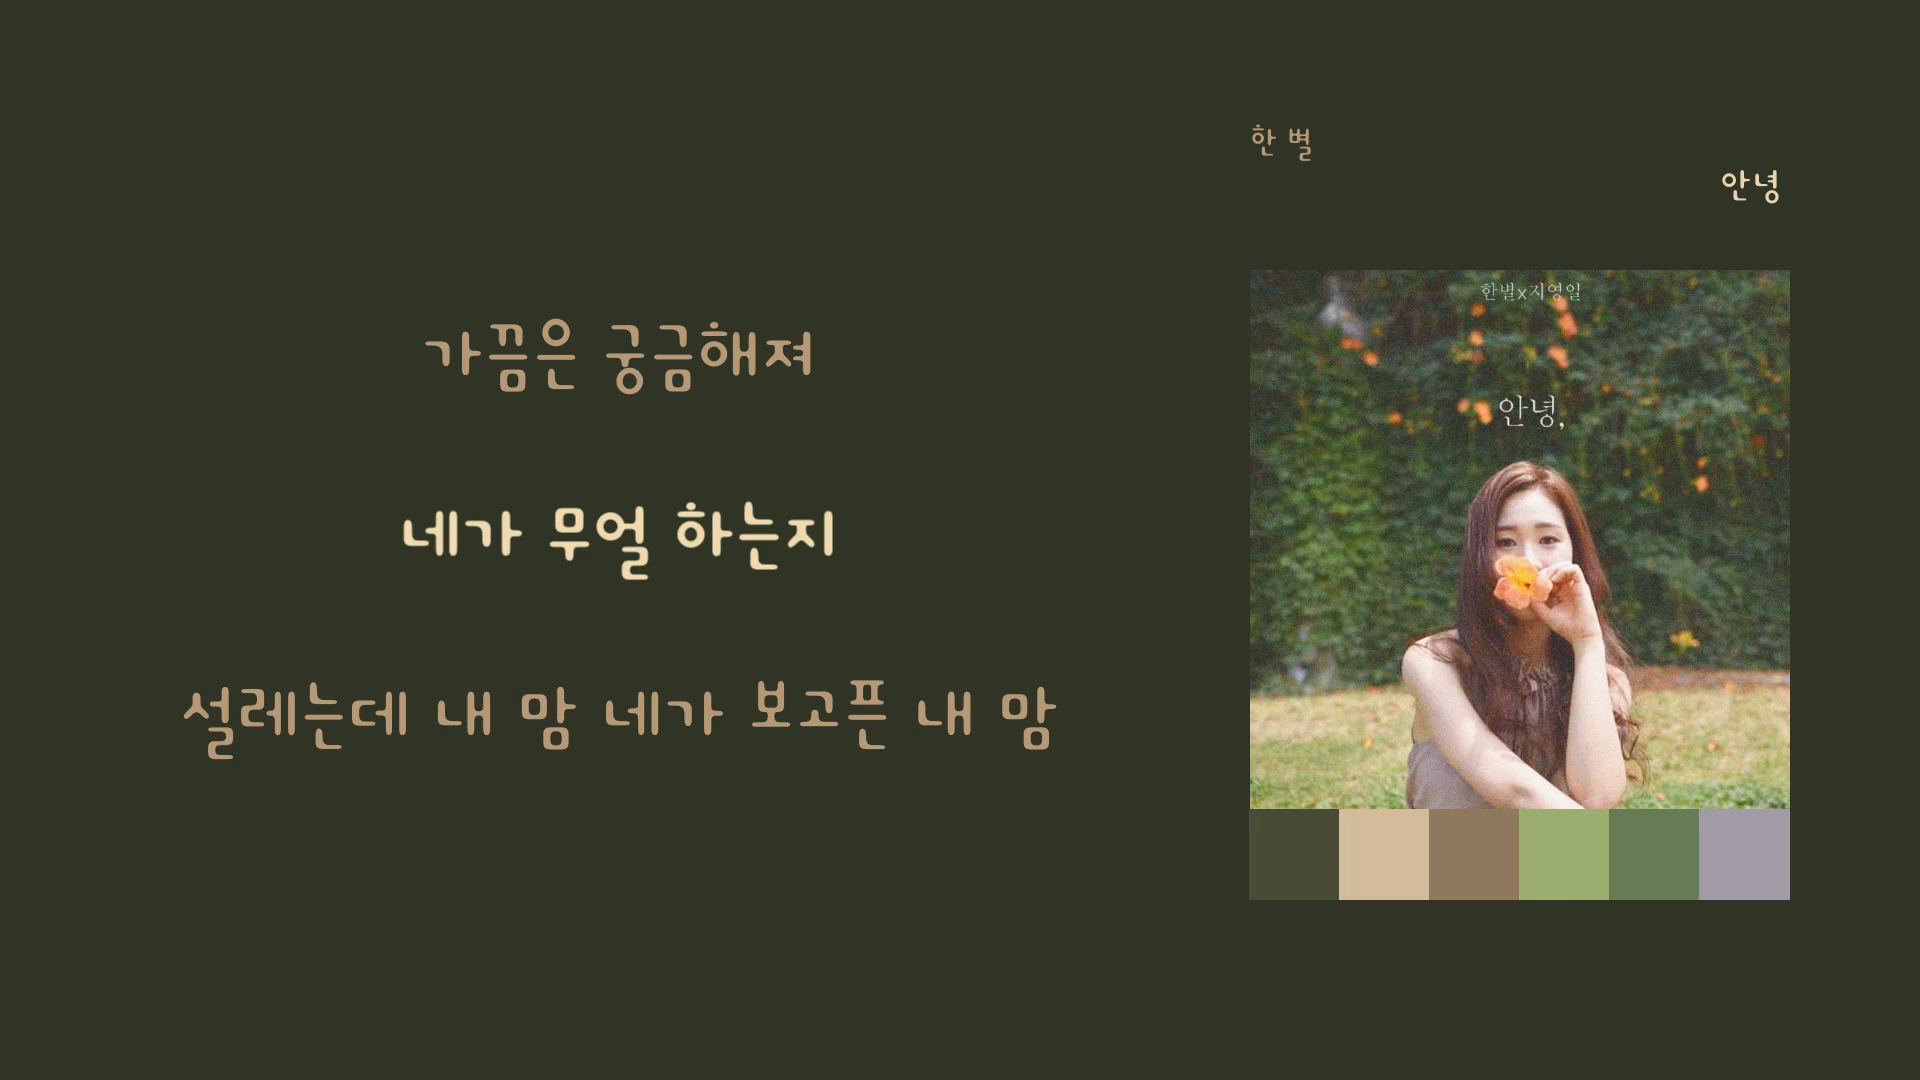 한 별
안녕
가끔은 궁금해져
네가 무얼 하는지
설레는데 내 맘 네가 보고픈 내 맘
한별x지영일
안녕,